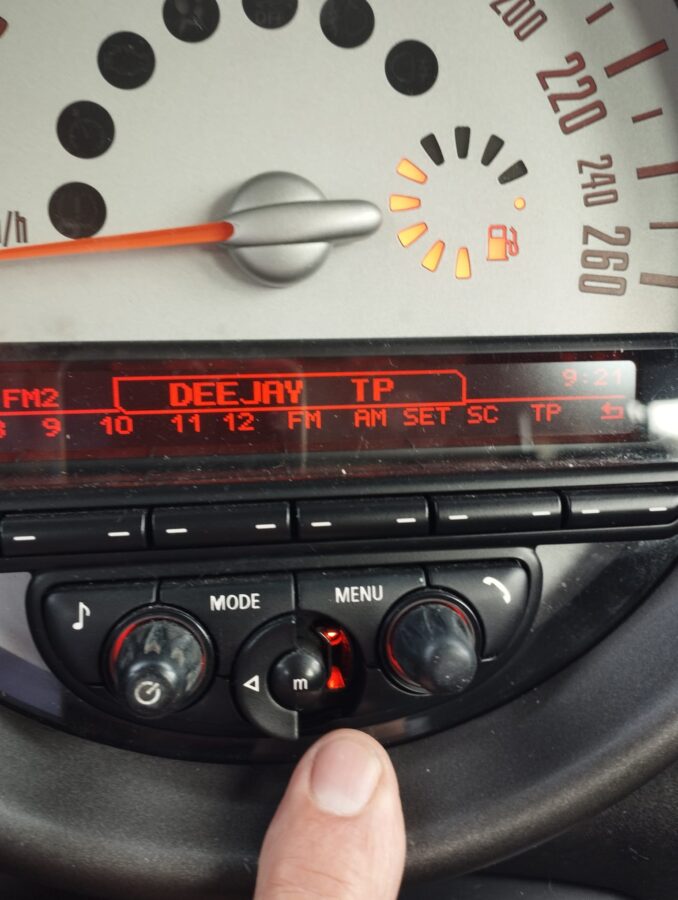 200
220
240
260
/h
FM2
DEEJAY TP
9:21
9 10 11 12 FM AM SET SC TP
MODE
MENU
m